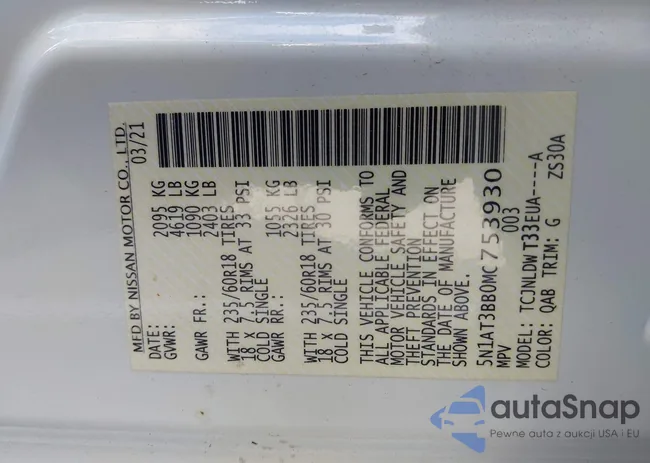 MFD BY NISSAN MOTOR CO., LTD.
DATE: 03/21
GVWR: 2095 KG
4619 LB
GAWR FR.: 1090 KG
2403 LB
WITH 235/60R18 TIRES
18 x 7.5 RIMS AT 33 PSI
COLD SINGLE
GAWR RR.: 1055 KG
2326 LB
WITH 235/60R18 TIRES
18 x 7.5 RIMS AT 30 PSI
COLD SINGLE
THIS VEHICLE CONFORMS TO
ALL APPLICABLE FEDERAL
MOTOR VEHICLE SAFETY AND
THEFT PREVENTION
STANDARDS IN EFFECT ON
THE DATE OF MANUFACTURE
SHOWN ABOVE.
5N1AT3BB0MC753930
MPV 003
MODEL: TCJNLDW T33EUA----A
COLOR: QAB TRIM: G ZS30A
autaSnap
Pewne auta z aukcji USA i EU